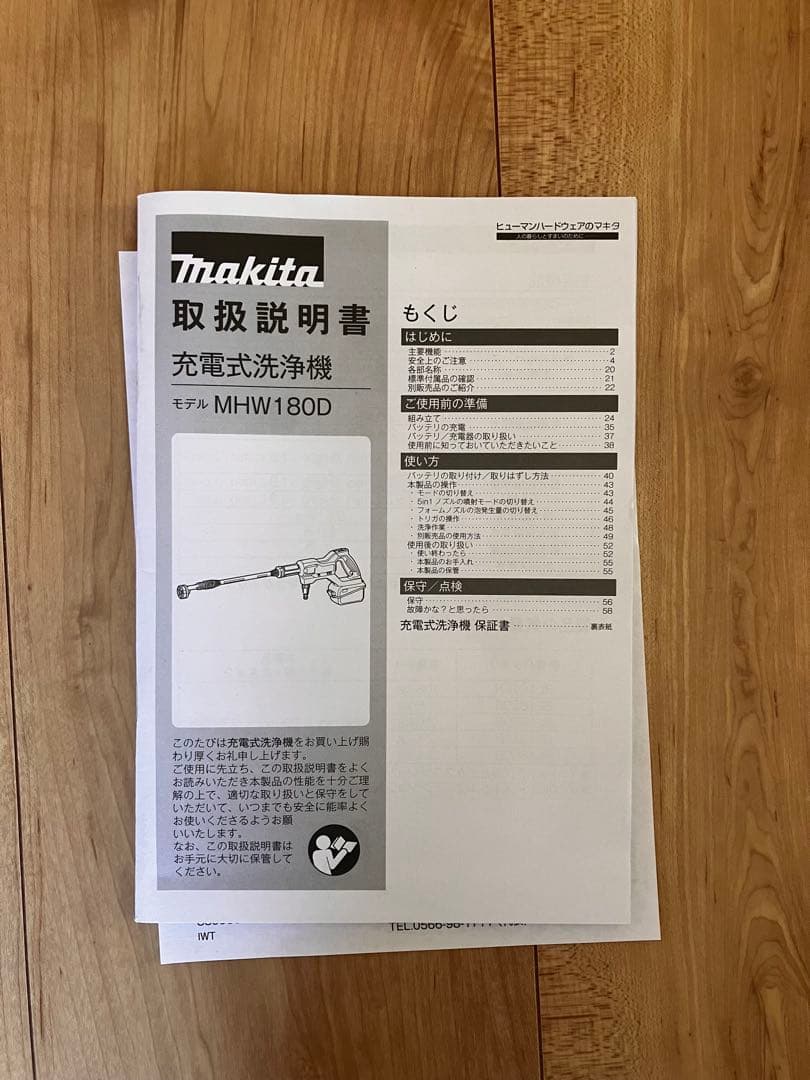 makita
取扱説明書
充電式洗浄機
モデル MHW180D
このたびは充電式洗浄機をお買い上げ賜
わり厚くお礼申し上げます。
ご使用に先立ち、この取扱説明書をよく
お読みいただき本製品の性能を十分ご理
解の上で、適切な取り扱いと保守をして
いただいて、いつまでも安全に能率よく
お使いくださるようお願
いいたします。
なお、この取扱説明書は
お手元に大切に保管して
ください。
ヒューマンハードウェアのマキタ
人の暮らしとすまいのために
もくじ
はじめに
主要機能 2
安全上のご注意 4
各部名称 20
標準付属品の確認 21
別販売品のご紹介 22
ご使用前の準備
組み立て 24
バッテリの充電 35
バッテリ/充電器の取り扱い 37
使用前に知っておいていただきたいこと 38
使い方
バッテリの取り付け/取りはずし方法 40
本製品の操作 43
・モードの切り替え 43
・5in1 ノズルの噴射モードの切り替え 44
・フォームノズルの泡発生量の切り替え 45
・トリガの操作 46
・洗浄作業 48
・別販売品の使用方法 49
使用後の取り扱い 52
・使い終わったら 52
・本製品のお手入れ 55
・本製品の保管 55
保守/点検
保守 56
故障かな?と思ったら 58
充電式洗浄機 保証書 裏表紙
IWT
TEL.0566-98-1711